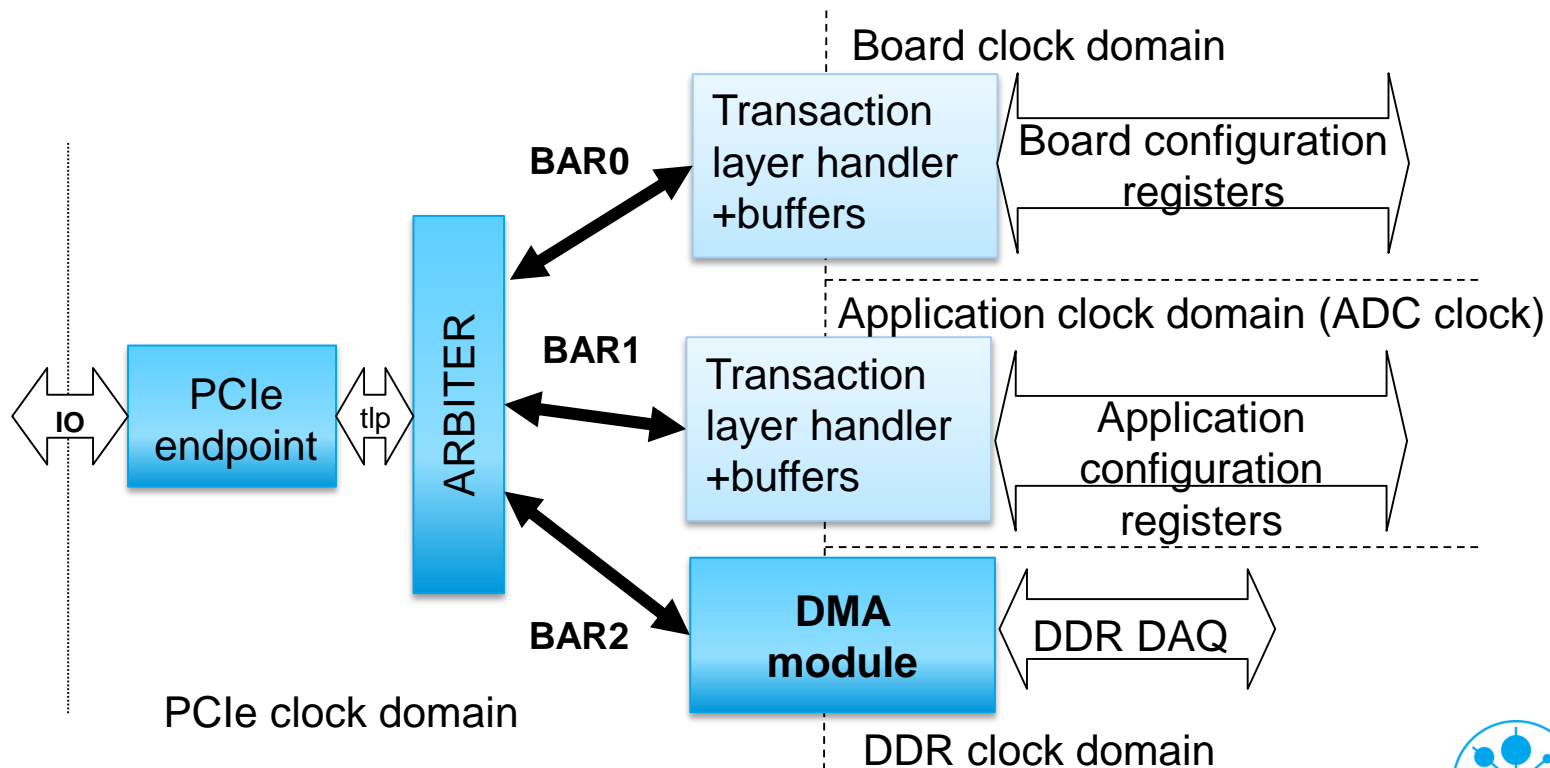 Board clock domain
Transaction
layer handler
+buffers
Board configuration
registers
BAR0
Application clock domain (ADC clock)
BAR1
Transaction
layer handler
+buffers
Application
configuration
registers
IO
PCIe
endpoint
tlp
ARBITER
DMA
module
DDR DAQ
BAR2
PCIe clock domain
DDR clock domain